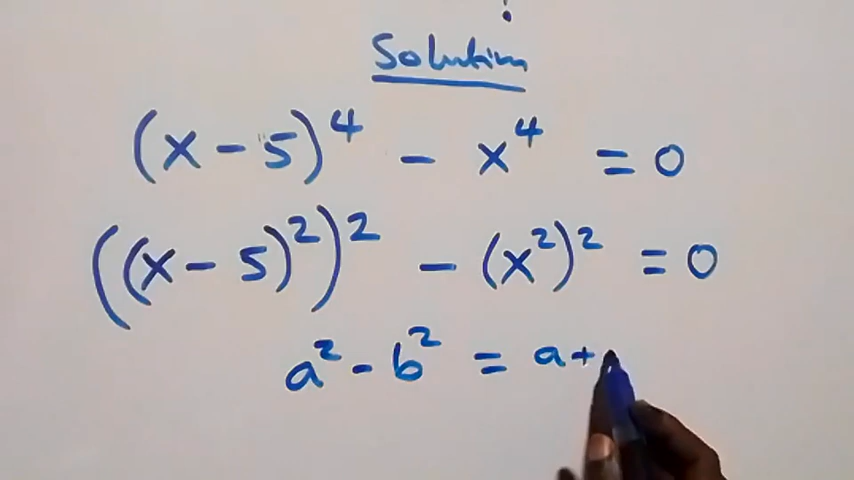 Solution
(x - 5)⁴ - x⁴ = 0
((x - 5)²)² - (x²)² = 0
a² - b² = a+